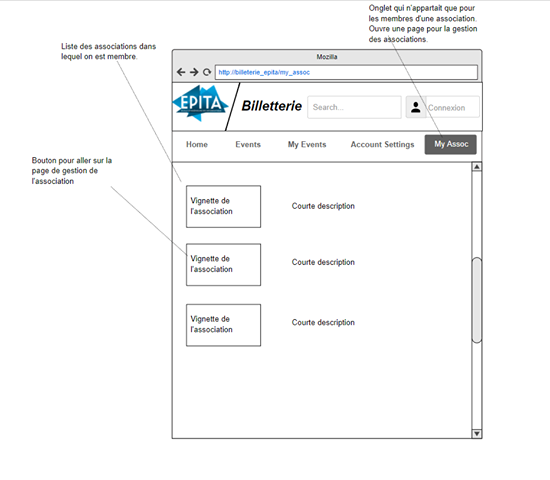 Onglet qui n'appartait que pour
les membres d'une association.
Ouvre une page pour la gestion
des associations.
Liste des associations dans
lequel on est membre.
Mozilla
http://billeterie_epita/my_assoc
EPITA
Billetterie
Search...
Connexion
Home
Events
My Events
Account Settings
My Assoc
Bouton pour aller sur la
page de gestion de
l'association
Vignette de
l'association
Courte description
Vignette de
l'association
Courte description
Vignette de
l'association
Courte description